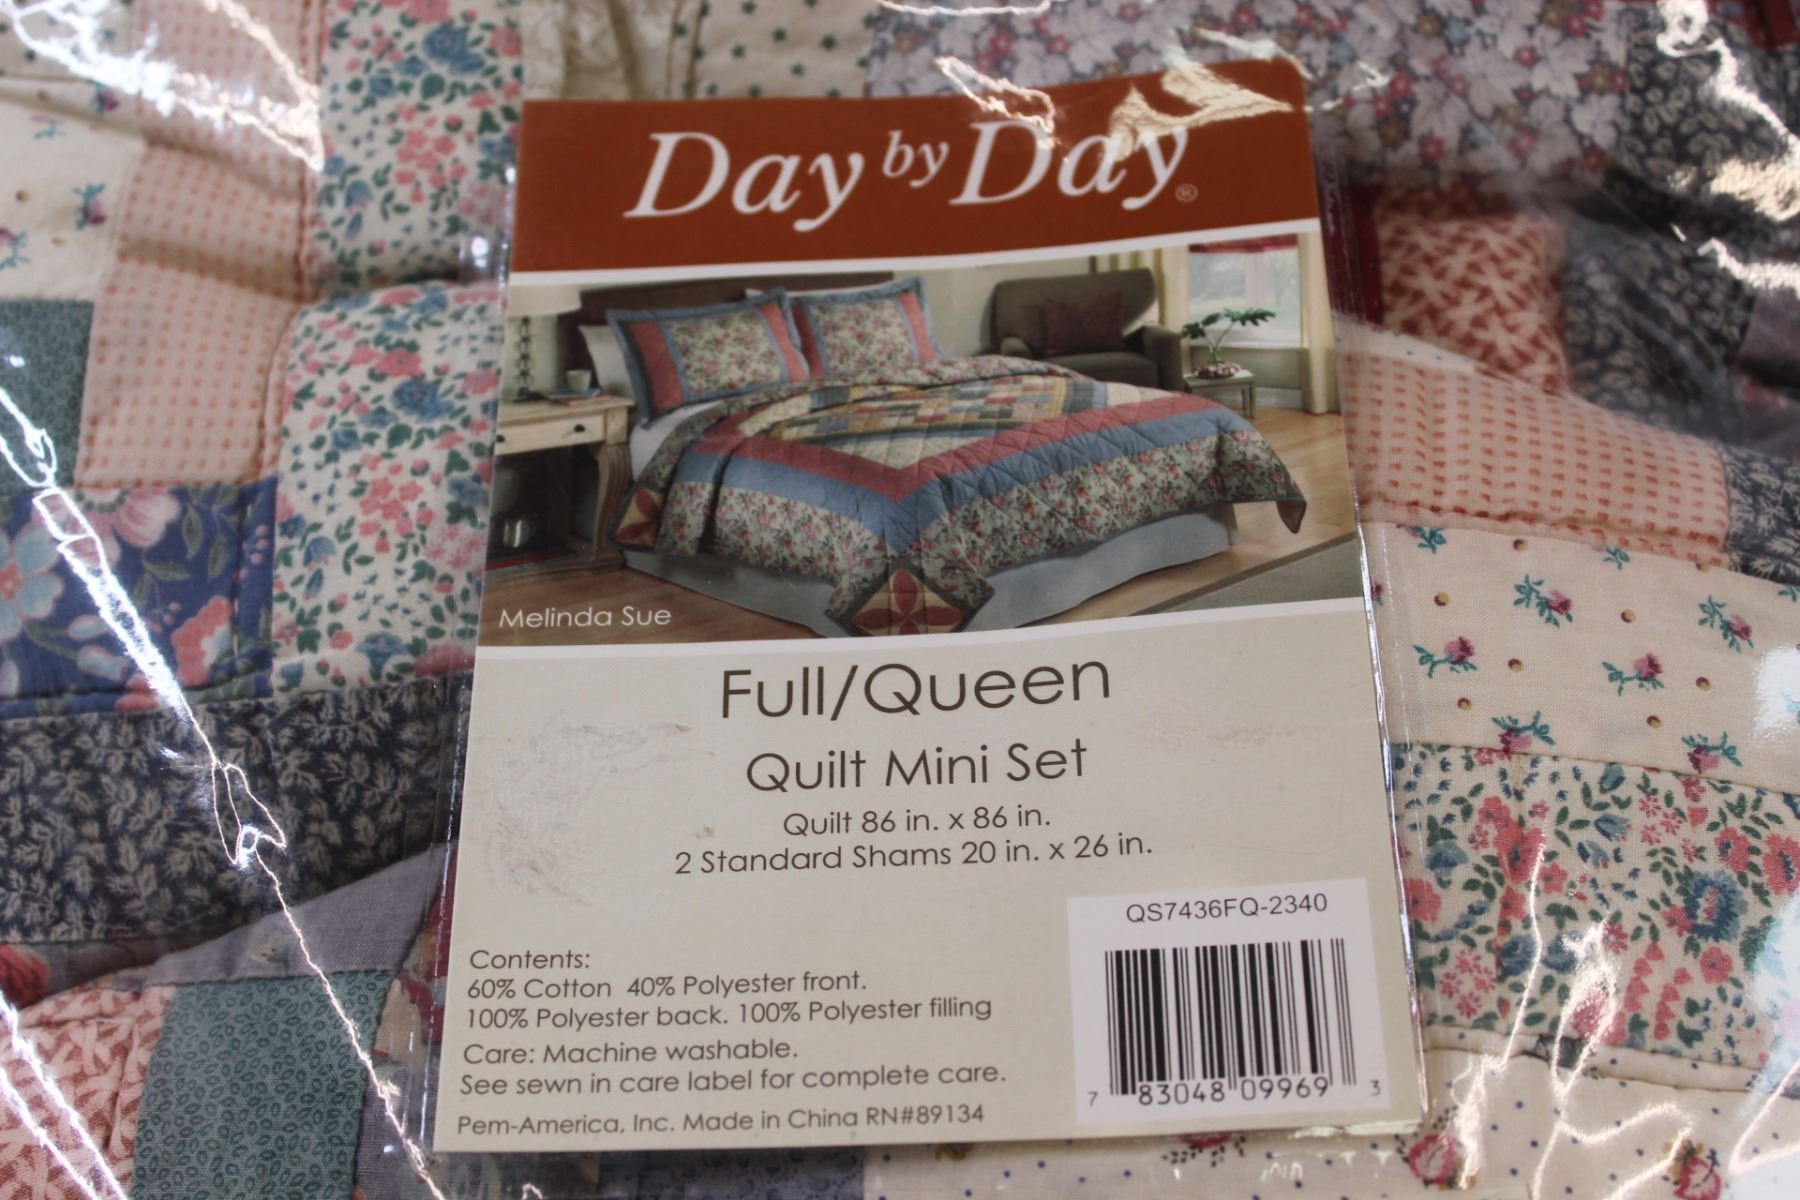 Day by Day®
Melinda Sue
Full/Queen
Quilt Mini Set
Quilt 86 in. x 86 in.
2 Standard Shams 20 in. x 26 in.
QS7436FQ-2340
Contents:
60% Cotton 40% Polyester front.
100% Polyester back. 100% Polyester filling
Care: Machine washable.
See sewn in care label for complete care.
Pem-America, Inc. Made in China RN#89134
7 83048 09969 3